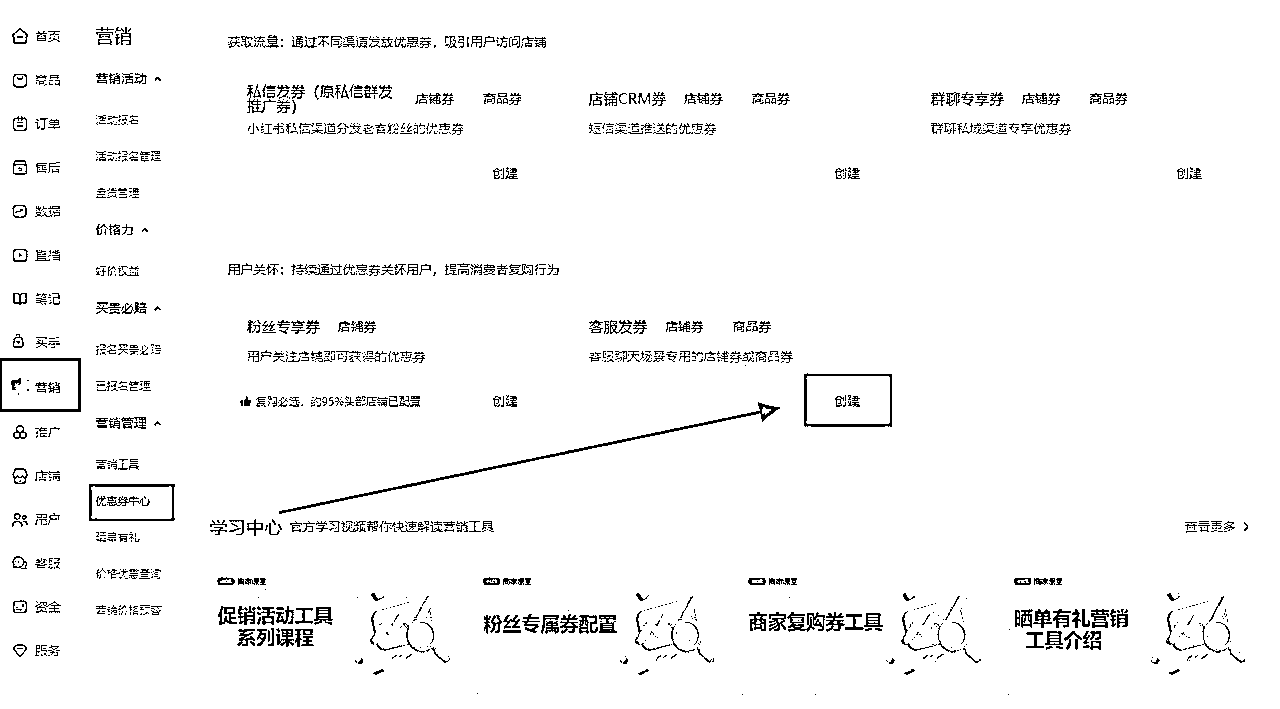 首页
商品
订单
售后
数据
直播
笔记
买手
营销
推广
店铺
用户
客服
资金
服务
营销
营销活动
活动报名
活动报名管理
盘货管理
价格力
好价权益
买贵必赔
报名买贵必赔
已报名管理
营销管理
营销工具
优惠券中心
晒单有礼
价格优惠查询
营销价格预警
获取流量：通过不同渠道发放优惠券，吸引用户访问店铺
私信发券（原私信群发推广券） 店铺券 商品券
小红书私信渠道分发老客粉丝的优惠券
创建
店铺CRM券 店铺券 商品券
短信渠道推送的优惠券
创建
群聊专享券 店铺券 商品券
群聊私域渠道专享优惠券
创建
用户关怀：持续通过优惠券关怀用户，提高消费者复购行为
粉丝专享券 店铺券
用户关注店铺即可获得的优惠券
复购必选，约95%头部店铺已配置 创建
客服发券 店铺券 商品券
客服聊天场景专用的店铺券或商品券
创建
学习中心 官方学习视频帮你快速解读营销工具 查看更多
商家课堂
促销活动工具
系列课程
商家课堂
粉丝专属券配置
商家课堂
商家复购券工具
商家课堂
晒单有礼营销
工具介绍